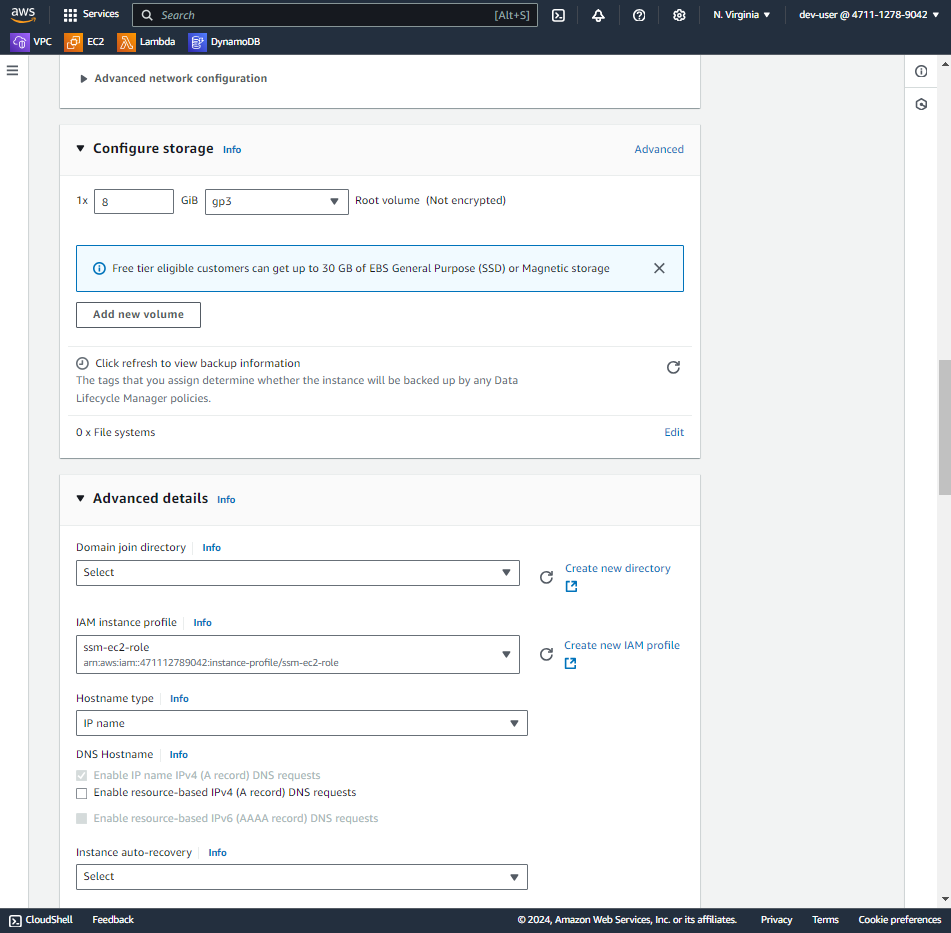 aws
Services
Search [Alt+S]
N. Virginia
dev-user @ 4711-1278-9042
VPC
EC2
Lambda
DynamoDB
Advanced network configuration
Configure storage Info
Advanced
1x 8 GiB gp3 Root volume (Not encrypted)
Free tier eligible customers can get up to 30 GB of EBS General Purpose (SSD) or Magnetic storage
Add new volume
Click refresh to view backup information
The tags that you assign determine whether the instance will be backed up by any Data
Lifecycle Manager policies.
0 x File systems Edit
Advanced details Info
Domain join directory Info
Select
Create new directory
IAM instance profile Info
ssm-ec2-role
arn:aws:iam::471112789042:instance-profile/ssm-ec2-role
Create new IAM profile
Hostname type Info
IP name
DNS Hostname Info
Enable IP name IPv4 (A record) DNS requests
Enable resource-based IPv4 (A record) DNS requests
Enable resource-based IPv6 (AAAA record) DNS requests
Instance auto-recovery Info
Select
CloudShell Feedback © 2024, Amazon Web Services, Inc. or its affiliates. Privacy Terms Cookie preferences